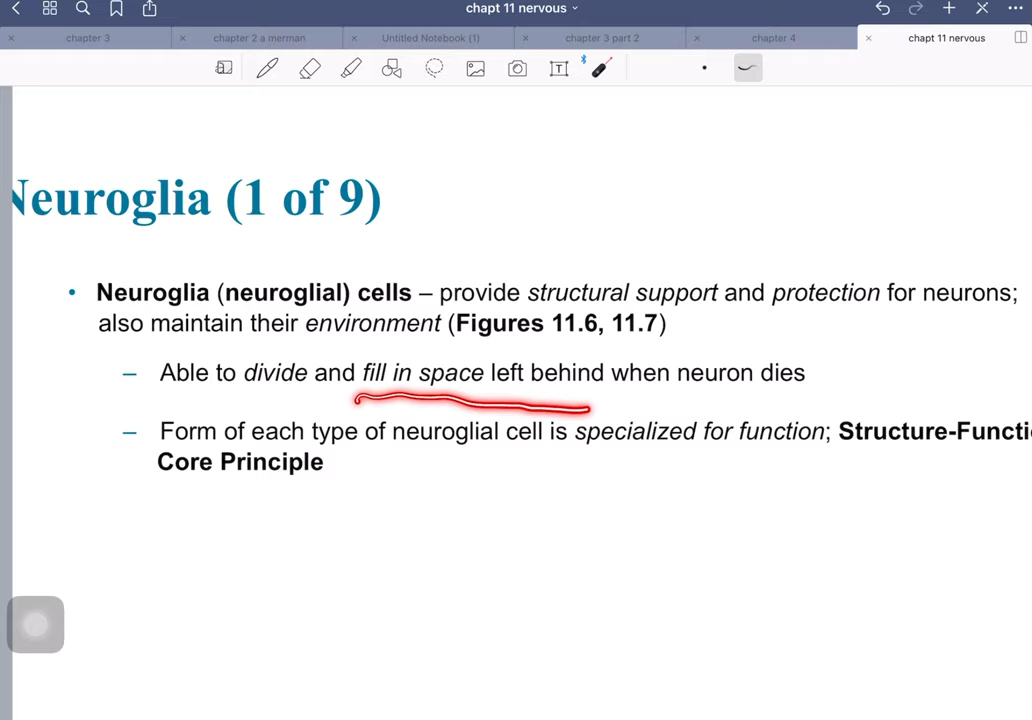 chapt 11 nervous
chapter 3
chapter 2 a merman
Untitled Notebook (1)
chapter 3 part 2
chapter 4
chapt 11 nervous
T
Neuroglia (1 of 9)
• Neuroglia (neuroglial) cells – provide structural support and protection for neurons;
also maintain their environment (Figures 11.6, 11.7)
– Able to divide and fill in space left behind when neuron dies
– Form of each type of neuroglial cell is specialized for function; Structure-Functi
Core Principle